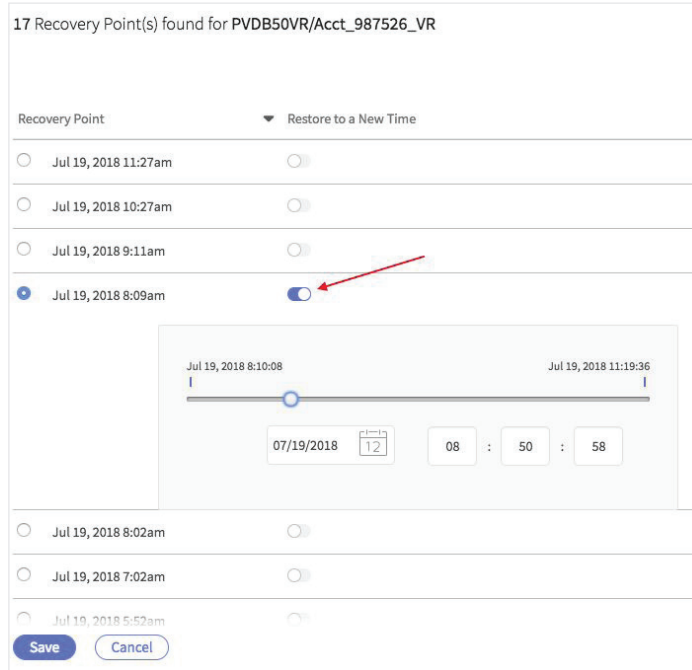 17 Recovery Point(s) found for PVDB50VR/Acct_987526_VR
Recovery Point Restore to a New Time
Jul 19, 2018 11:27am
Jul 19, 2018 10:27am
Jul 19, 2018 9:11am
Jul 19, 2018 8:09am
Jul 19, 2018 8:10:08 Jul 19, 2018 11:19:36
07/19/2018 12 08 : 50 : 58
Jul 19, 2018 8:02am
Jul 19, 2018 7:02am
Jul 19, 2018 5:52am
Save Cancel